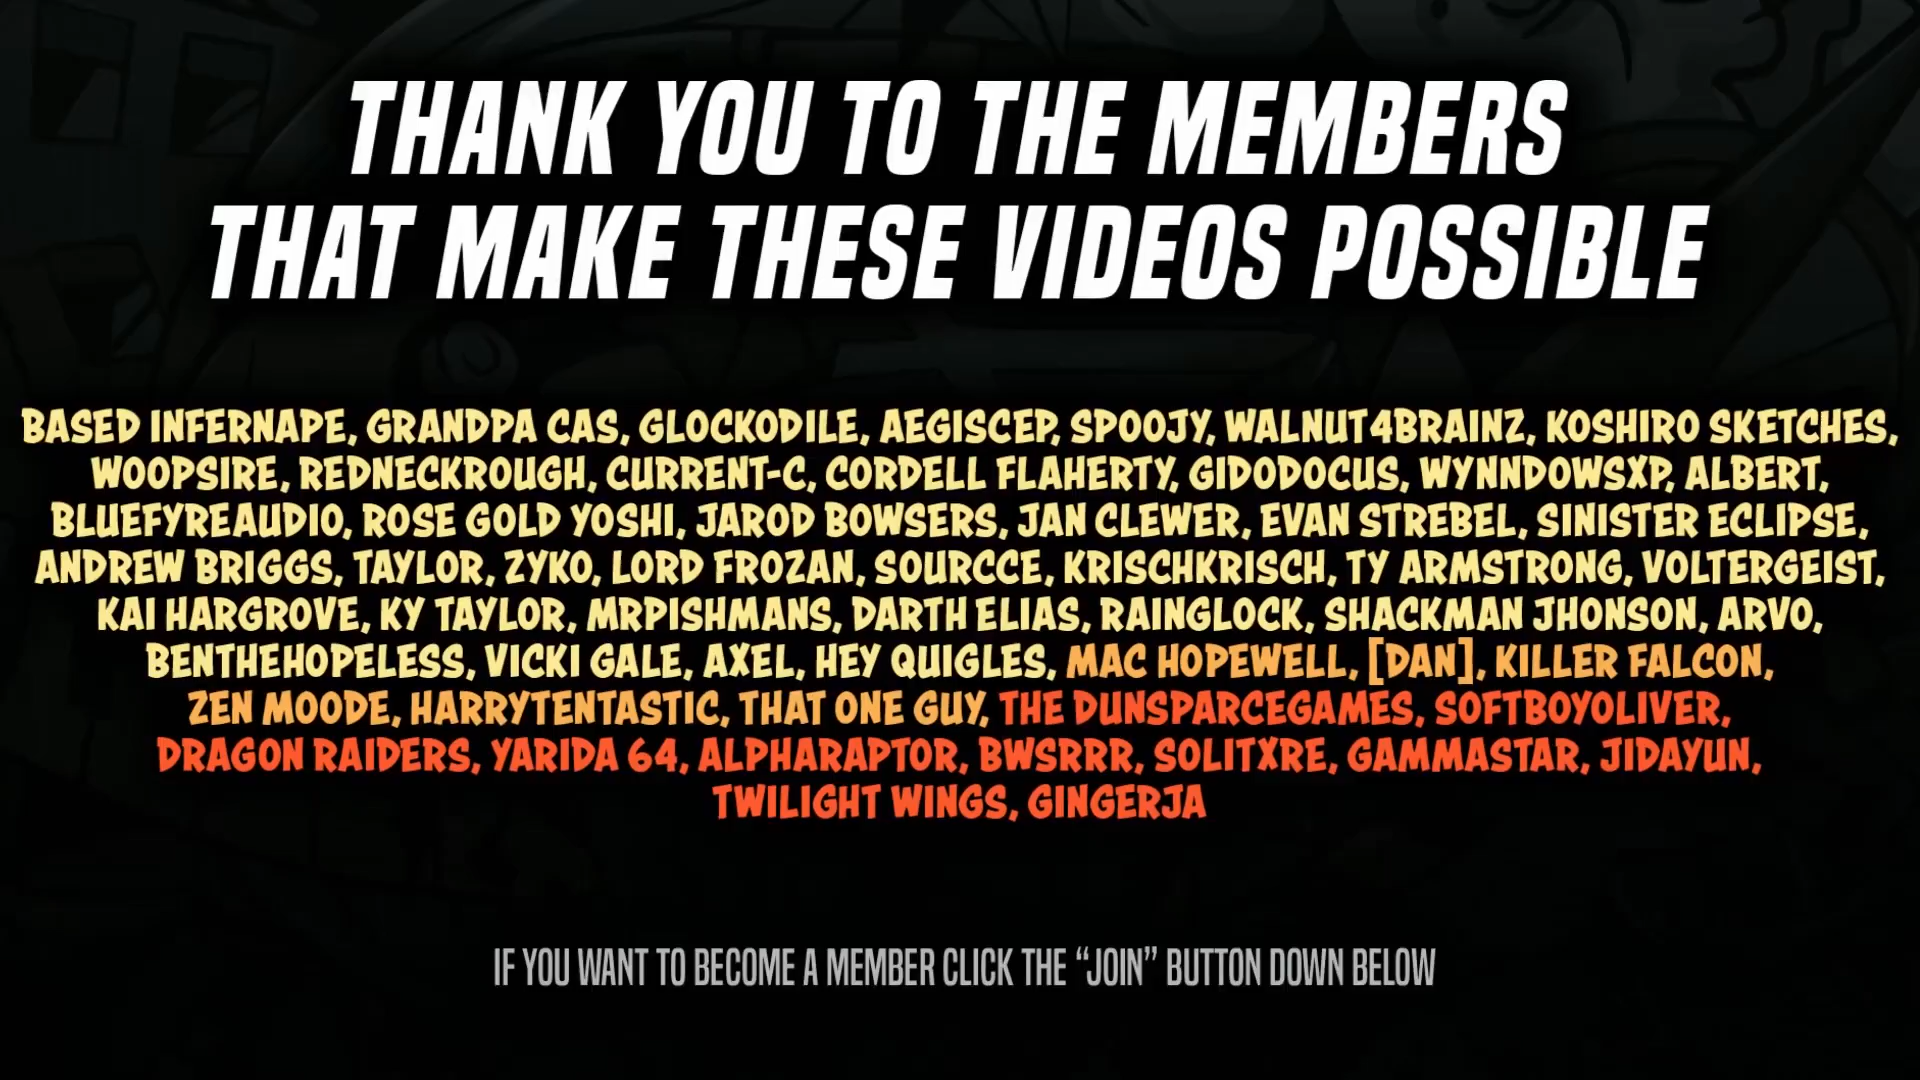 THANK YOU TO THE MEMBERS
THAT MAKE THESE VIDEOS POSSIBLE
BASED INFERNAPE, GRANDPA CAS, GLOCKODILE, AEGISCEP, SPOOJY, WALNUT4BRAINZ, KOSHIRO SKETCHES,
WOOPSIRE, REDNECKROUGH, CURRENT-C, CORDELL FLAHERTY, GIDODOCUS, WYNNDOWSXP, ALBERT,
BLUEFYREAUDIO, ROSE GOLD YOSHI, JAROD BOWSERS, JAN CLEWER, EVAN STREBEL, SINISTER ECLIPSE,
ANDREW BRIGGS, TAYLOR, ZYKO, LORD FROZAN, SOURCCE, KRISCHKRISCH, TY ARMSTRONG, VOLTERGEIST,
KAI HARGROVE, KY TAYLOR, MRPISHMANS, DARTH ELIAS, RAINGLOCK, SHACKMAN JHONSON, ARVO,
BENTHEHOPELESS, VICKI GALE, AXEL, HEY QUIGLES, MAC HOPEWELL, [DAN], KILLER FALCON,
ZEN MOODE, HARRYTENTASTIC, THAT ONE GUY, THE DUNSPARCEGAMES, SOFTBOYOLIVER,
DRAGON RAIDERS, YARIDA 64, ALPHARAPTOR, BWSRRR, SOLITXRE, GAMMASTAR, JIDAYUN,
TWILIGHT WINGS, GINGERJA
IF YOU WANT TO BECOME A MEMBER CLICK THE “JOIN” BUTTON DOWN BELOW